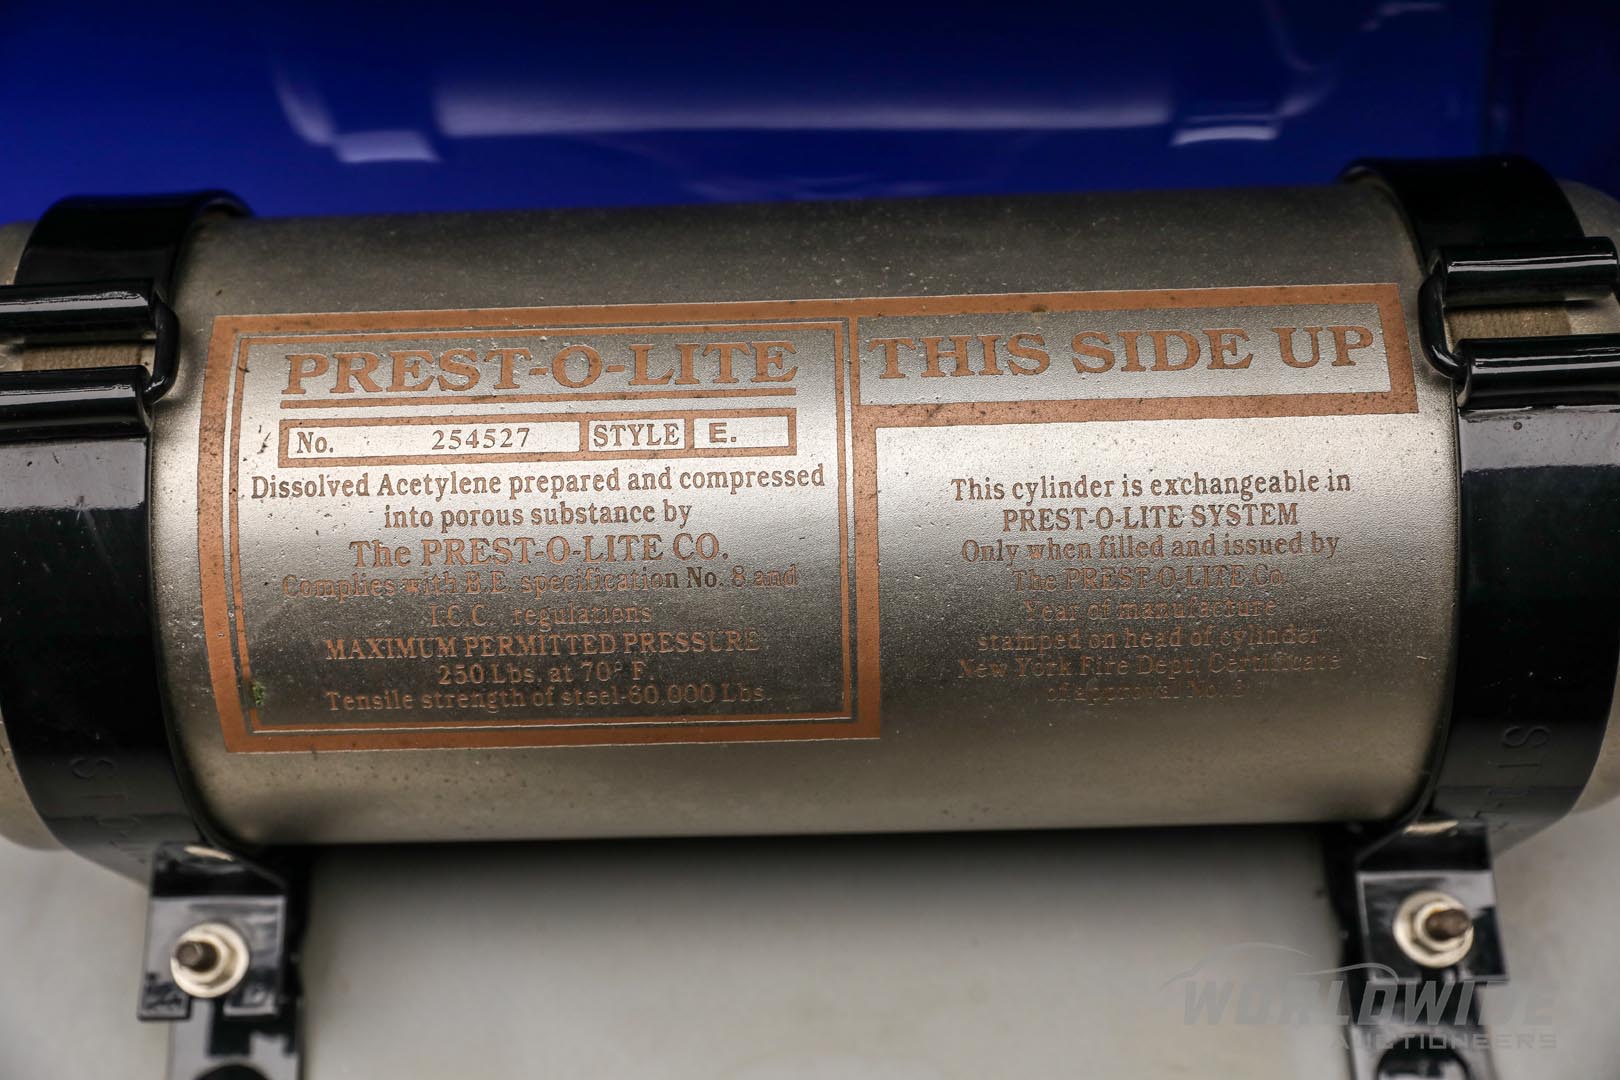 PREST-O-LITE
No. 254527 STYLE E.
Dissolved Acetylene prepared and compressed
into porous substance by
The PREST-O-LITE CO.
Complies with B.E. specification No. 8 and
I.C.C. regulations
MAXIMUM PERMITTED PRESSURE
250 Lbs. at 70° F.
Tensile strength of steel-60.000 Lbs.
THIS SIDE UP
This cylinder is exchangeable in
PREST-O-LITE SYSTEM
Only when filled and issued by
The PREST-O-LITE Co.
Year of manufacture
stamped on head of cylinder
New York Fire Dept. Certificate
of approval No.
WORLDWIDE
AUCTIONEERS